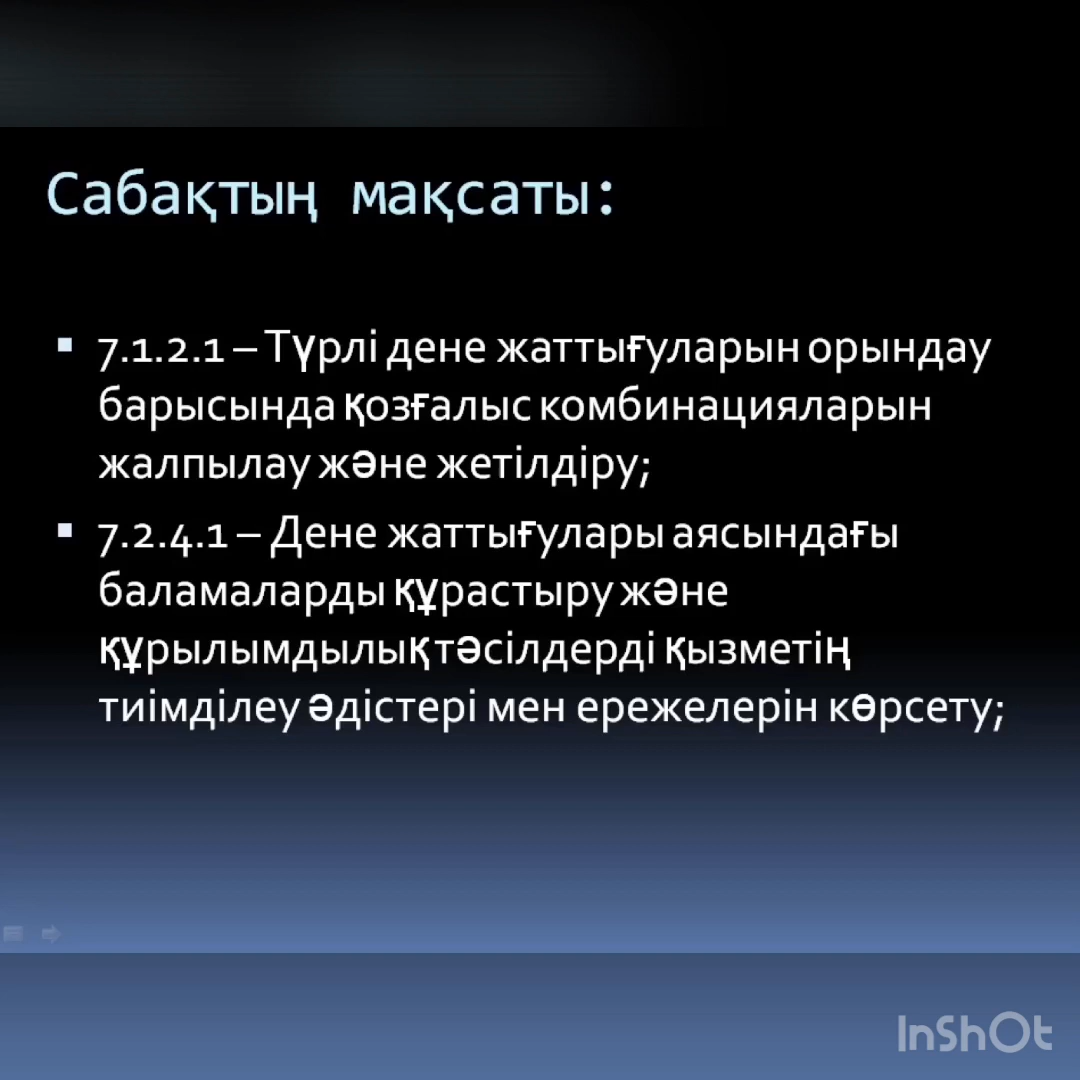 Сабақтың мақсаты:
▪ 7.1.2.1 – Түрлі дене жаттығуларын орындау
барысында қозғалыс комбинацияларын
жалпылау және жетілдіру;
▪ 7.2.4.1 – Дене жаттығулары аясындағы
баламаларды құрастыру және
құрылымдылық тәсілдерді қызметің
тиімділеу әдістері мен ережелерін көрсету;
InShOt